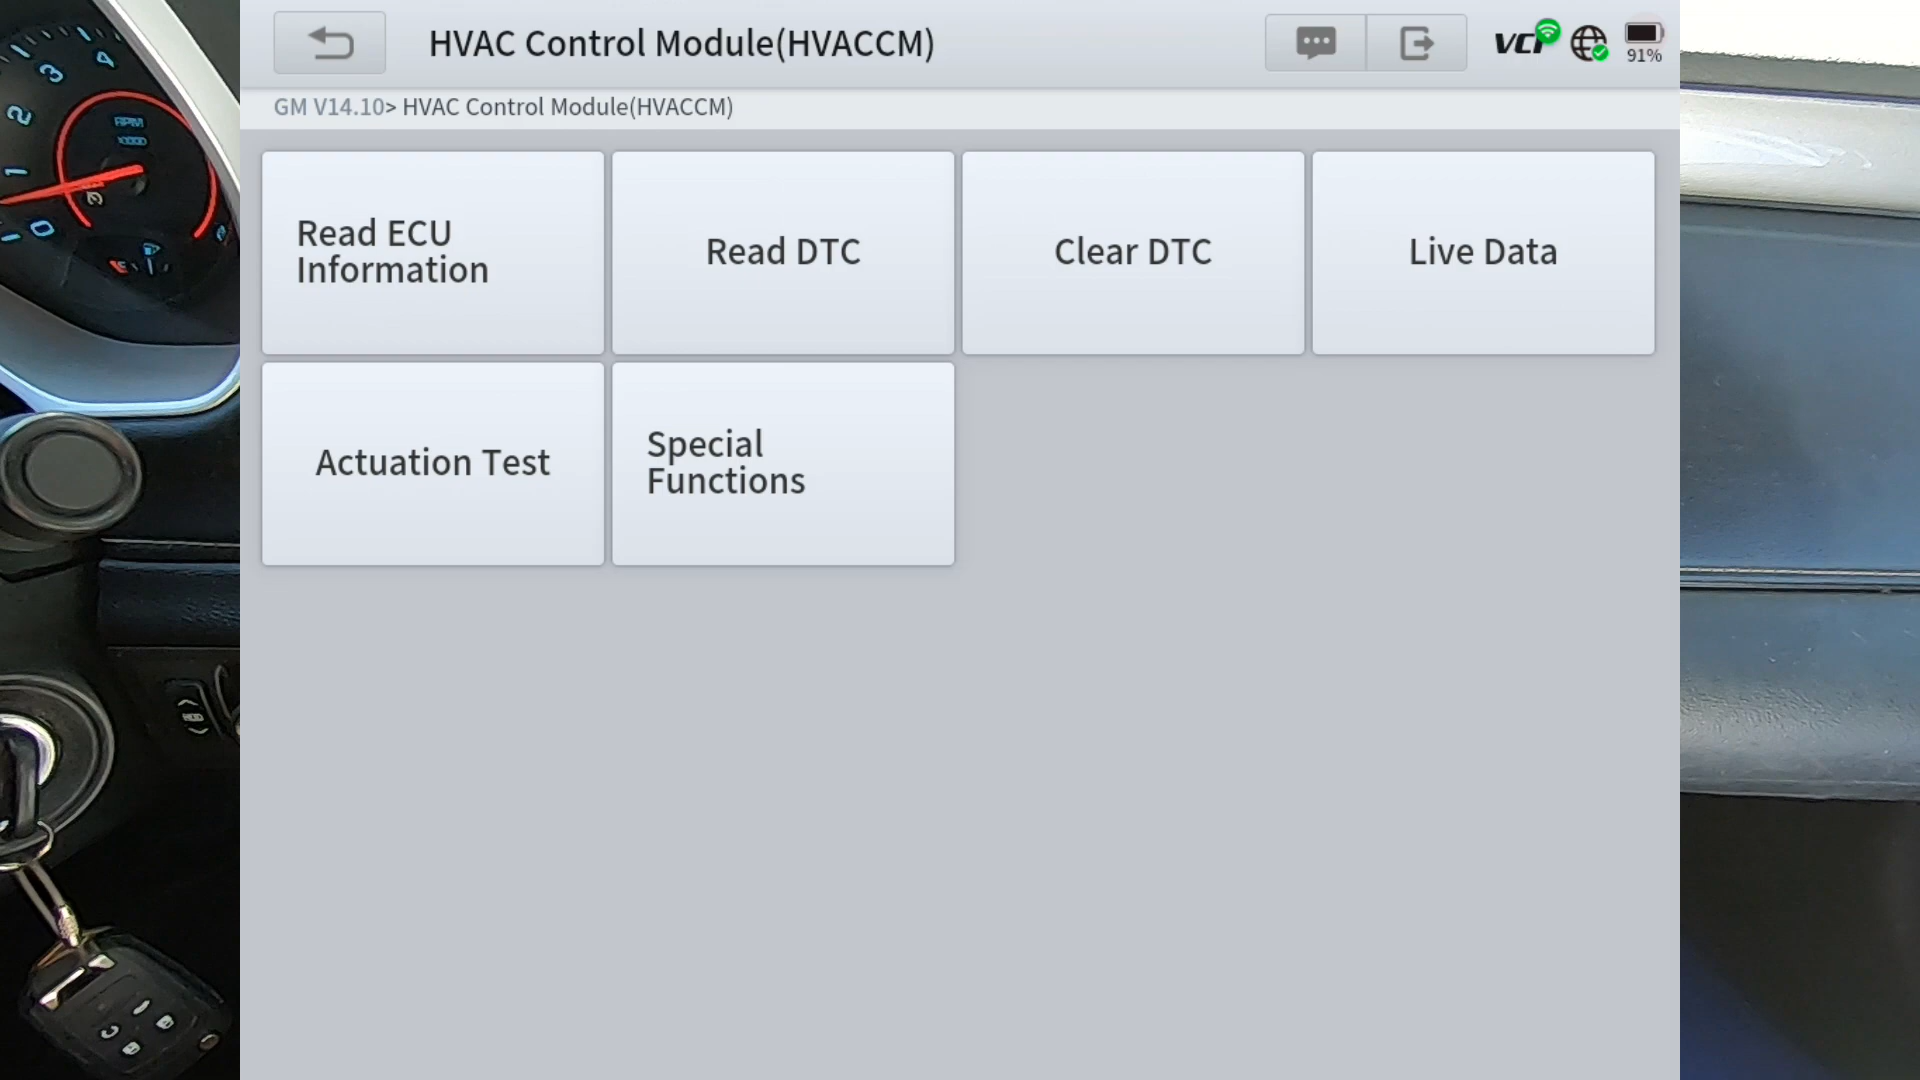 HVAC Control Module(HVACCM)
VCI
91%
GM V14.10> HVAC Control Module(HVACCM)
Read ECU
Information
Read DTC
Clear DTC
Live Data
Actuation Test
Special
Functions
4
3
2
RPM
1
0